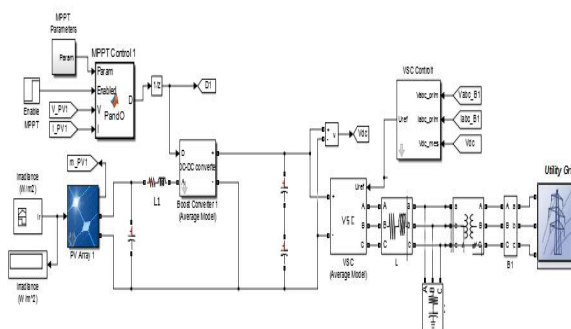 MPPT
Parameters
Param
MPPT Control 1
Param
Enabled
V
I
PandO
D
Enable
MPPT
V_PV1
I_PV1
1/z
D1
VSC Control1
Uref
Vabc_prim
Iabc_prim
Vdc_mes
Vabc_B1
Iabc_B1
Vdc
+
-
v
Vdc
m_PV1
D
DC-DC converter
Boost Converter 1
(Average Model)
L1
Irradiance
(W/m2)
Ir
PV Array 1
Irradiance
(W/m^2)
Uref
VSC
+
-
A
B
C
VSC
(Average Model)
L
A
B
C
a
b
c
B1
Utility Gri
A B C